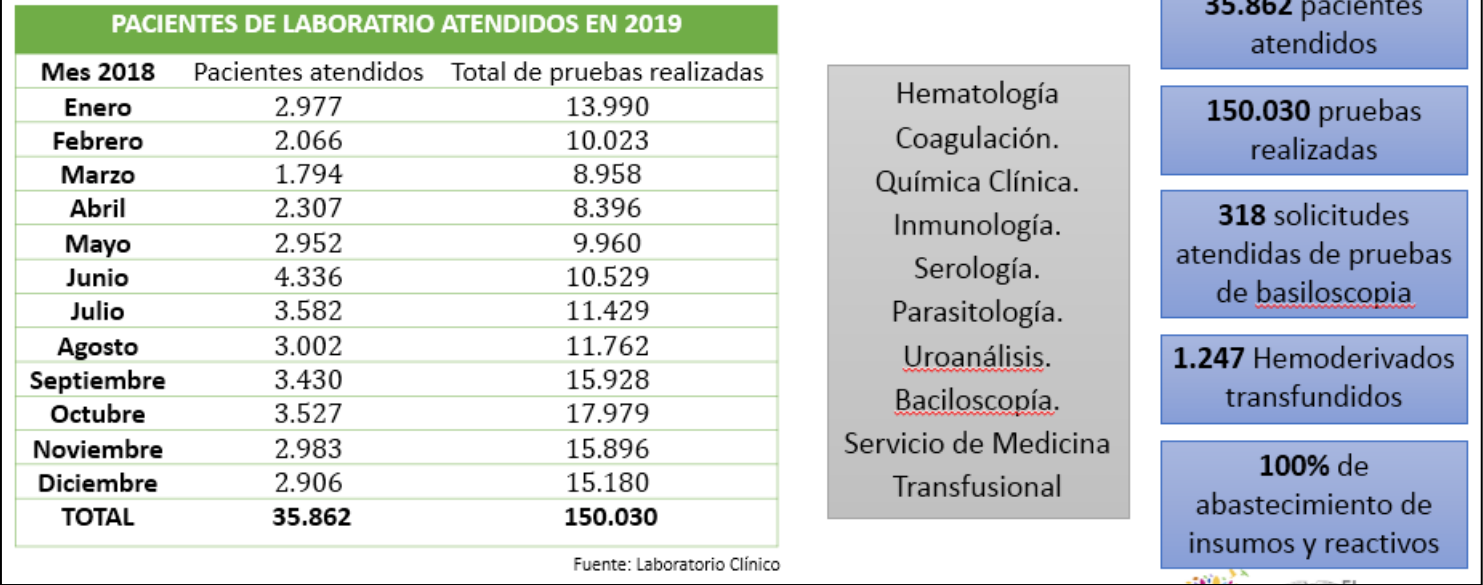 PACIENTES DE LABORATRIO ATENDIDOS EN 2019
Mes 2018 Pacientes atendidos Total de pruebas realizadas
Enero 2.977 13.990
Febrero 2.066 10.023
Marzo 1.794 8.958
Abril 2.307 8.396
Mayo 2.952 9.960
Junio 4.336 10.529
Julio 3.582 11.429
Agosto 3.002 11.762
Septiembre 3.430 15.928
Octubre 3.527 17.979
Noviembre 2.983 15.896
Diciembre 2.906 15.180
TOTAL 35.862 150.030
Fuente: Laboratorio Clínico
Hematología
Coagulación.
Química Clínica.
Inmunología.
Serología.
Parasitología.
Uroanálisis.
Baciloscopía.
Servicio de Medicina
Transfusional
35.862 pacientes
atendidos
150.030 pruebas
realizadas
318 solicitudes
atendidas de pruebas
de basiloscopia
1.247 Hemoderivados
transfundidos
100% de
abastecimiento de
insumos y reactivos